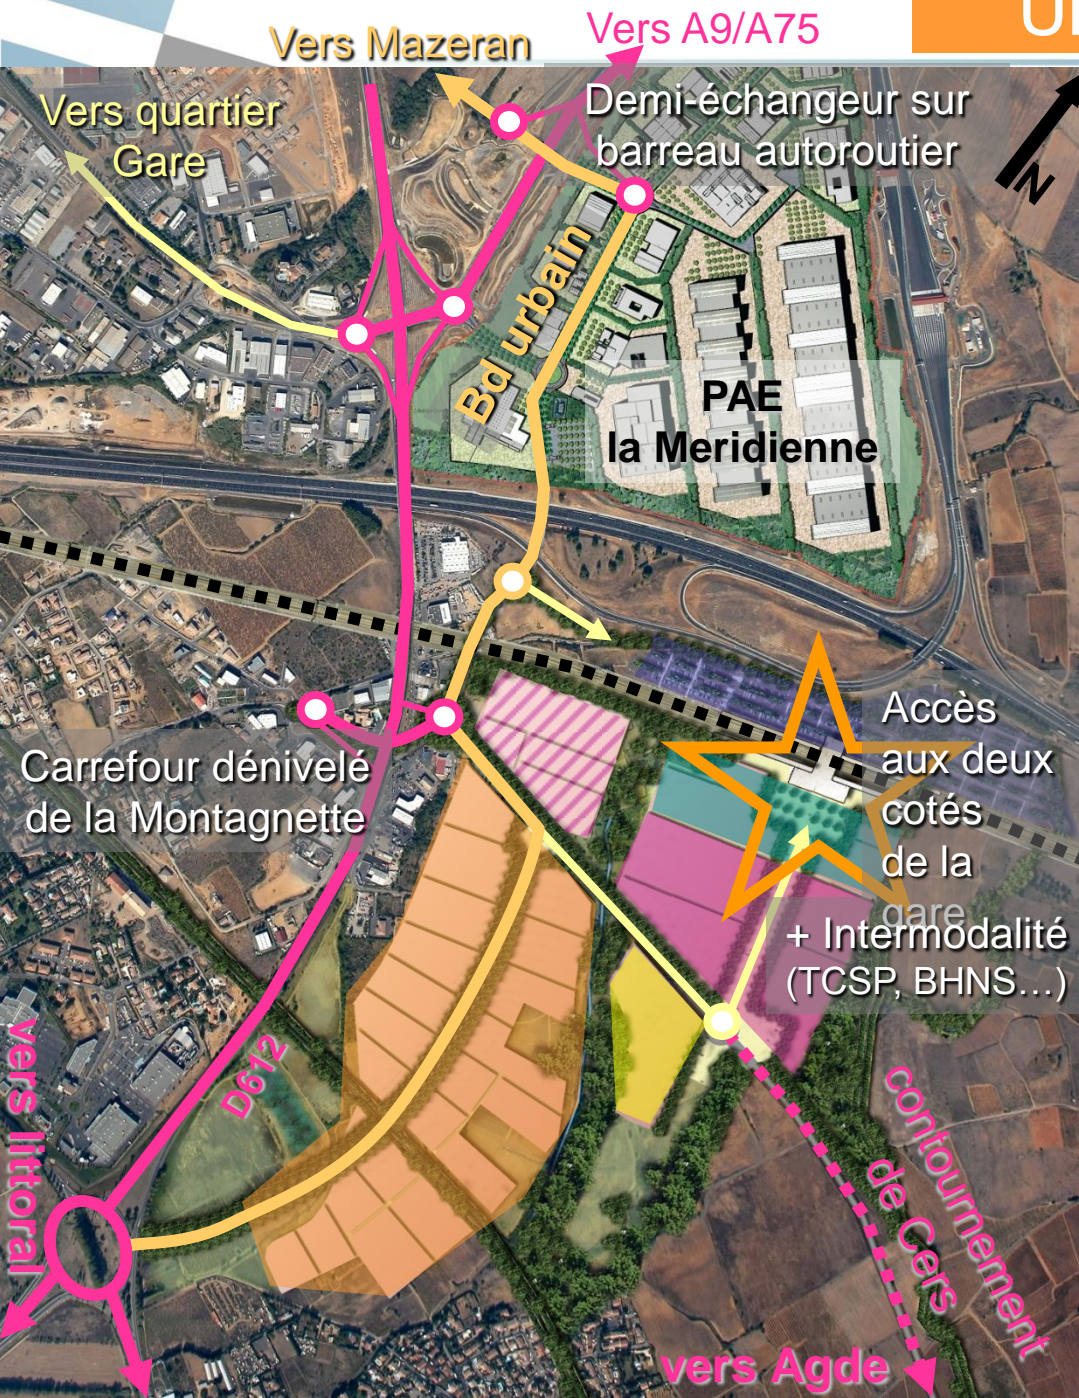 Vers Mazeran
Vers A9/A75
Vers quartier
Gare
Demi-échangeur sur
barreau autoroutier
N
Bd urbain
PAE
la Meridienne
Accès
aux deux
cotés
de la
gare
Carrefour dénivelé
de la Montagnette
+ Intermodalité
(TCSP, BHNS...)
D612
vers littoral
contournement
de Cers
vers Agde